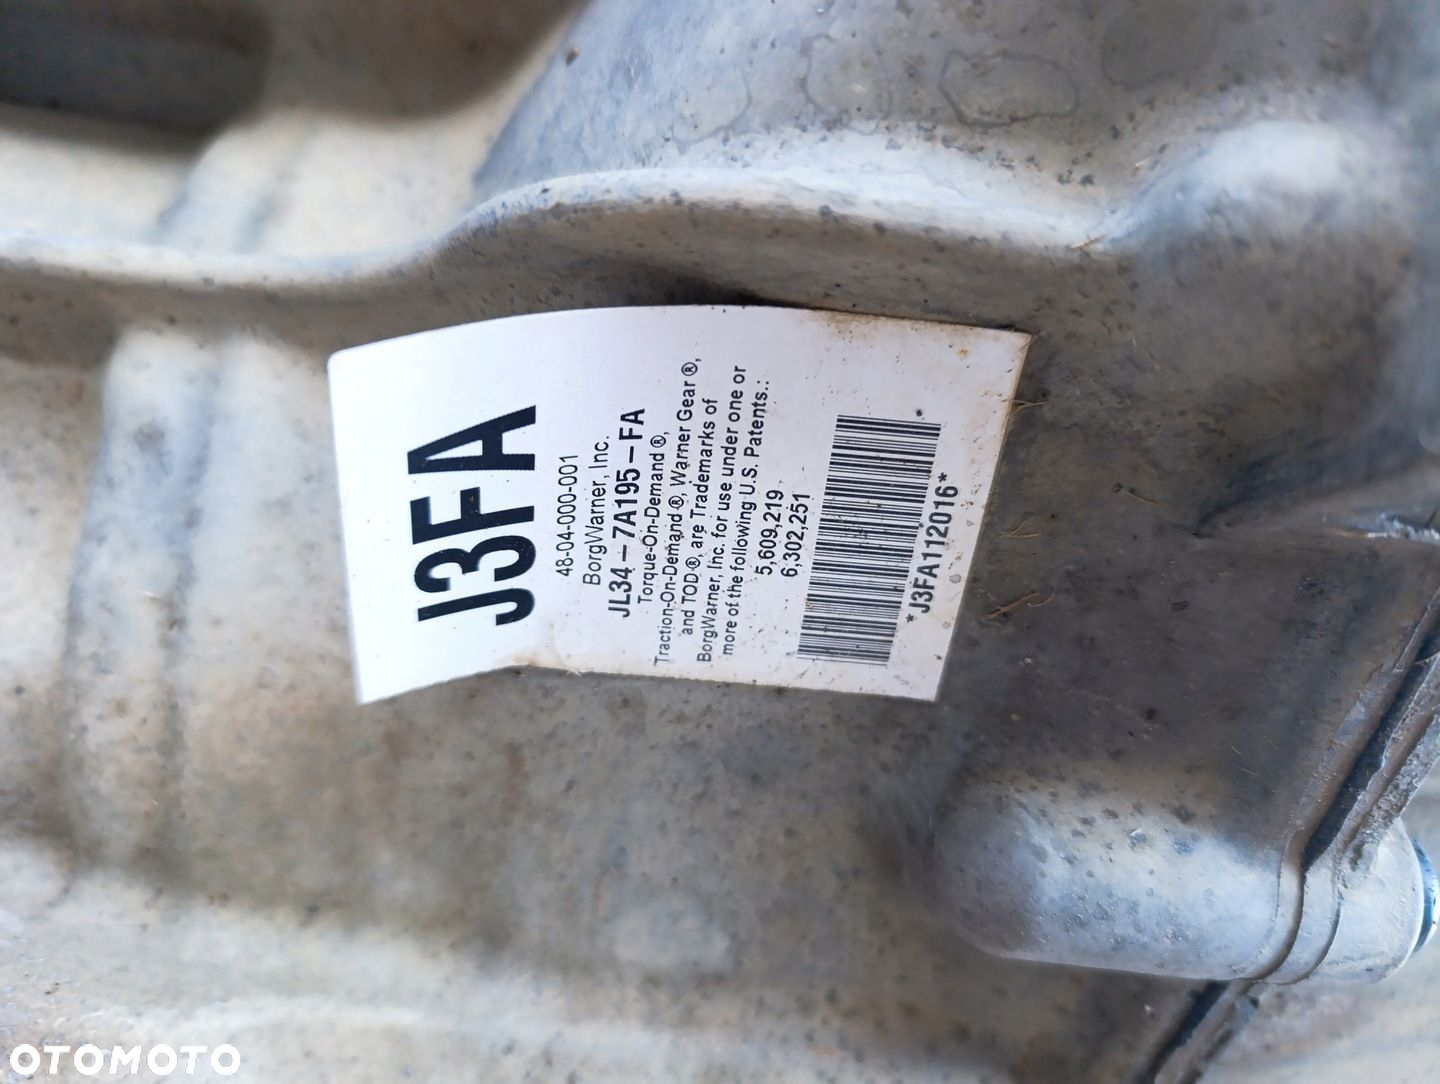 J3FA
48-04-000-001
BorgWarner, Inc.
JL34-7A195-FA
Torque-On-Demand ®,
Traction-On-Demand ®, Warner Gear ®,
and TOD ®, are Trademarks of
BorgWarner, Inc. for use under one or
more of the following U.S. Patents.:
5,609,219
6,302,251
*J3FA112016*
OTOMOTO